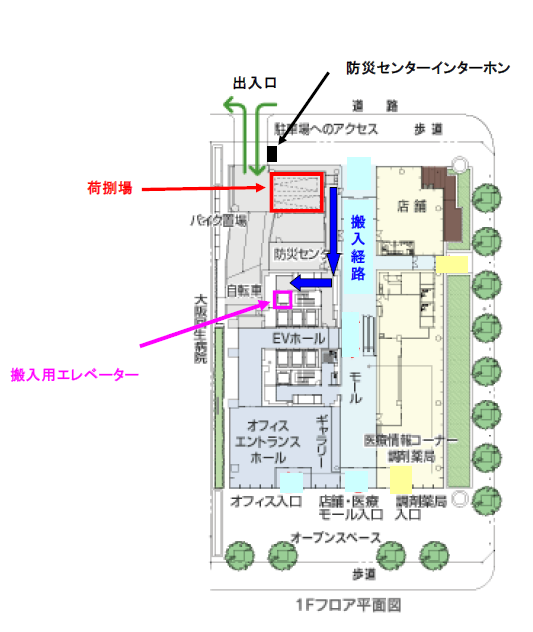 防災センターインターホン
出入口
道 路
駐車場へのアクセス
歩 道
荷捌場
店 舗
バイク置場
搬入経路
防災センター
自転車
大阪回生病院
EVホール
搬入用エレベーター
モール
ギャラリー
オフィス
エントランス
ホール
医療情報コーナー
調剤薬局
オフィス入口
店舗・医療
モール入口
調剤薬局
入口
オープンスペース
歩道
1Fフロア平面図